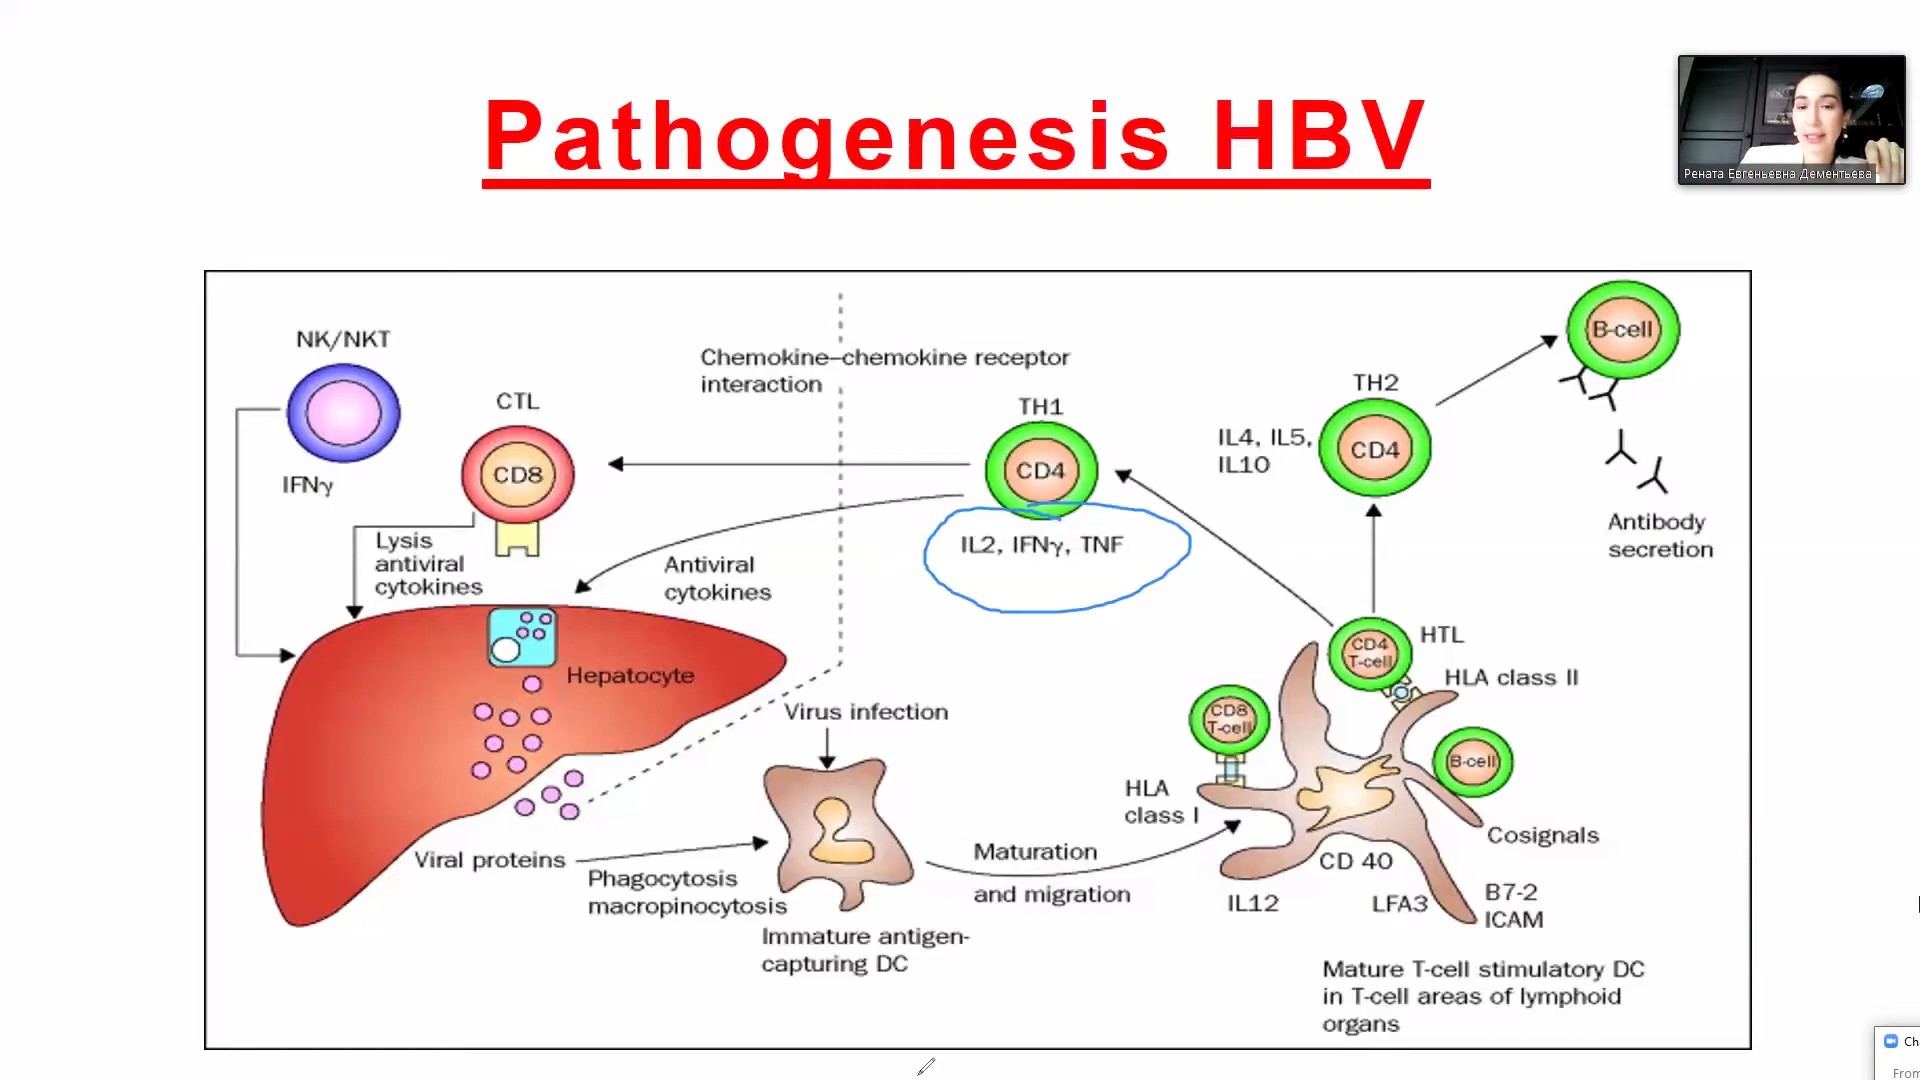 Pathogenesis HBV
Рената Евгеньевна Дементьева
NK/NKT
IFNγ
CTL
CD8
Lysis
antiviral
cytokines
Chemokine–chemokine receptor
interaction
Antiviral
cytokines
TH1
CD4
IL2, IFNγ, TNF
TH2
CD4
IL4, IL5,
IL10
B-cell
Antibody
secretion
Hepatocyte
Virus infection
Viral proteins
Phagocytosis
macropinocytosis
Immature antigen-
capturing DC
Maturation
and migration
CD4
T-cell
HTL
HLA class II
CD8
T-cell
HLA
class I
B-cell
Cosignals
CD 40
IL12
LFA3
B7-2
ICAM
Mature T-cell stimulatory DC
in T-cell areas of lymphoid
organs
From